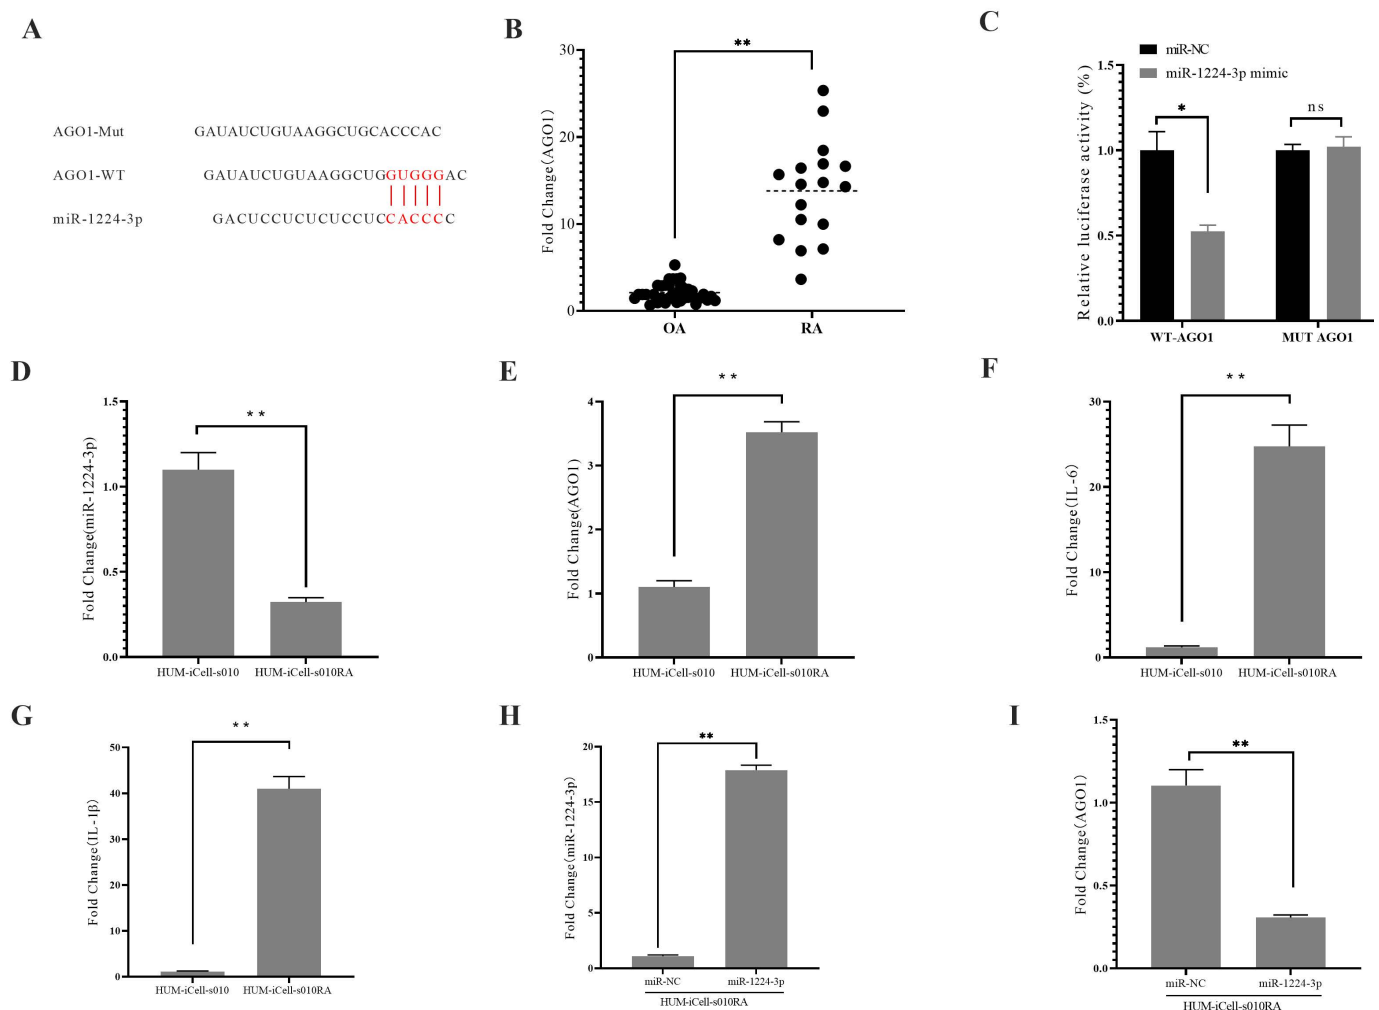 A
AGO1-Mut GAUAUCUGUAAGGCUGCACCCAC
AGO1-WT GAUAUCUGUAAGGCUGGUGGGAC
miR-1224-3p GACUCCUCUCUCCUCCACCCC
B
Fold Change(AGO1)
30
20
10
0
**
OA RA
C
miR-NC
miR-1224-3p mimic
Relative luciferase activity (%)
1.5
1.0
0.5
0.0
*
ns
WT-AGO1 MUT AGO1
D
Fold Change(miR-1224-3p)
1.5
1.0
0.5
0.0
**
HUM-iCell-s010 HUM-iCell-s010RA
E
Fold Change(AGO1)
4
3
2
1
0
**
HUM-iCell-s010 HUM-iCell-s010RA
F
Fold Change(IL-6)
30
20
10
0
**
HUM-iCell-s010 HUM-iCell-s010RA
G
Fold Change(IL-1β)
50
40
30
20
10
0
**
HUM-iCell-s010 HUM-iCell-s010RA
H
Fold Change(miR-1224-3p)
20
15
10
5
0
**
miR-NC miR-1224-3p
HUM-iCell-s010RA
I
Fold Change(AGO1)
1.5
1.0
0.5
0.0
**
miR-NC miR-1224-3p
HUM-iCell-s010RA